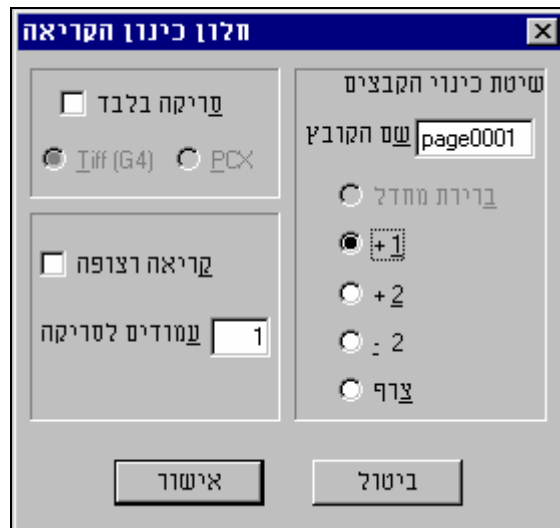 חלון כינון הקריאה
שיטת כינוי הקבצים
שם הקובץ page0001
ברירת מחדל
+1
+2
- 2
צרף
סריקה בלבד
Tiff (G4) PCX
קריאה רצופה
עמודים לסריקה 1
אישור ביטול